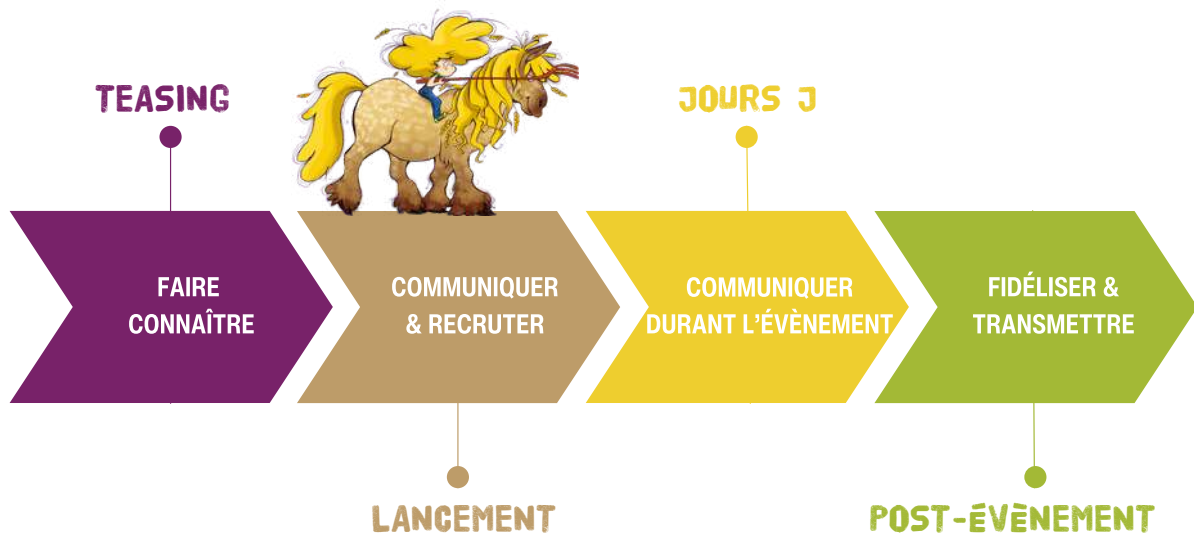 TEASING
JOURS J
FAIRE
CONNAÎTRE
COMMUNIQUER
& RECRUTER
COMMUNIQUER
DURANT L'ÉVÈNEMENT
FIDÉLISER &
TRANSMETTRE
LANCEMENT
POST-ÉVÈNEMENT